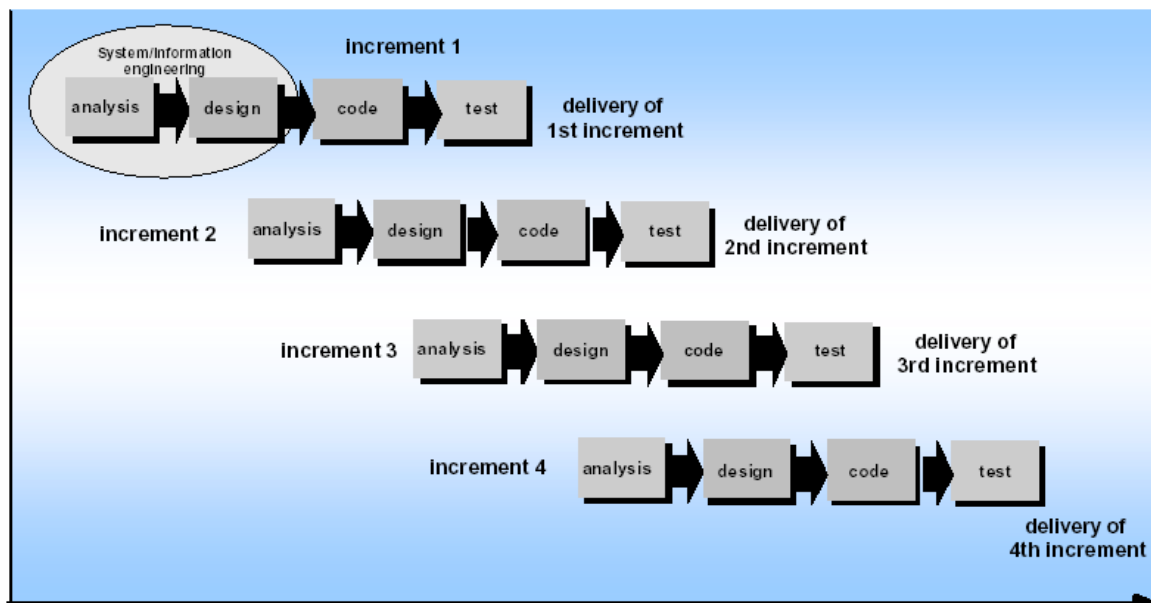 System/information
engineering
increment 1
analysis
design
code
test
delivery of
1st increment
increment 2
analysis
design
code
test
delivery of
2nd increment
increment 3
analysis
design
code
test
delivery of
3rd increment
increment 4
analysis
design
code
test
delivery of
4th increment